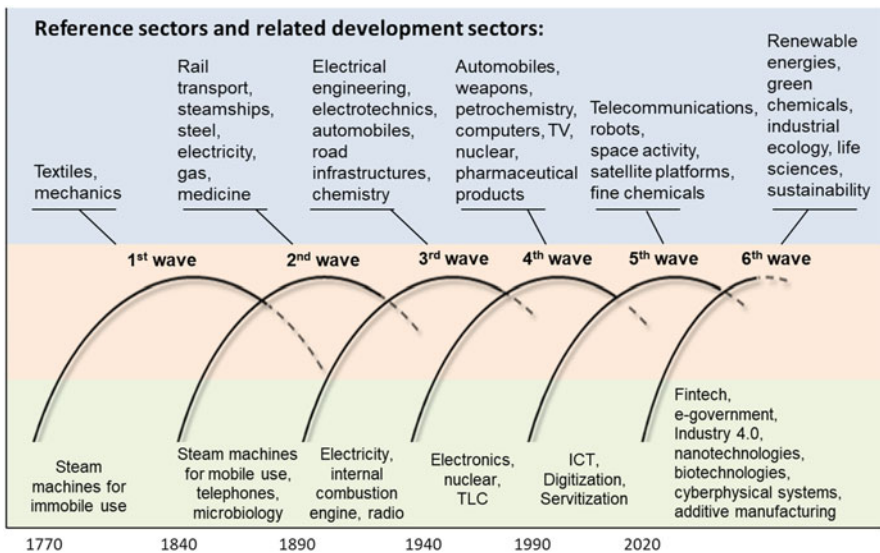 Reference sectors and related development sectors:
Textiles,
mechanics
Rail
transport,
steamships,
steel,
electricity,
gas,
medicine
Electrical
engineering,
electrotechnics,
automobiles,
road
infrastructures,
chemistry
Automobiles,
weapons,
petrochemistry,
computers, TV,
nuclear,
pharmaceutical
products
Telecommunications,
robots,
space activity,
satellite platforms,
fine chemicals
Renewable
energies,
green
chemicals,
industrial
ecology, life
sciences,
sustainability
1st wave
2nd wave
3rd wave
4th wave
5th wave
6th wave
Steam
machines for
immobile use
Steam machines
for mobile use,
telephones,
microbiology
Electricity,
internal
combustion
engine, radio
Electronics,
nuclear,
TLC
ICT,
Digitization,
Servitization
Fintech,
e-government,
Industry 4.0,
nanotechnologies,
biotechnologies,
cyberphysical systems,
additive manufacturing
1770
1840
1890
1940
1990
2020